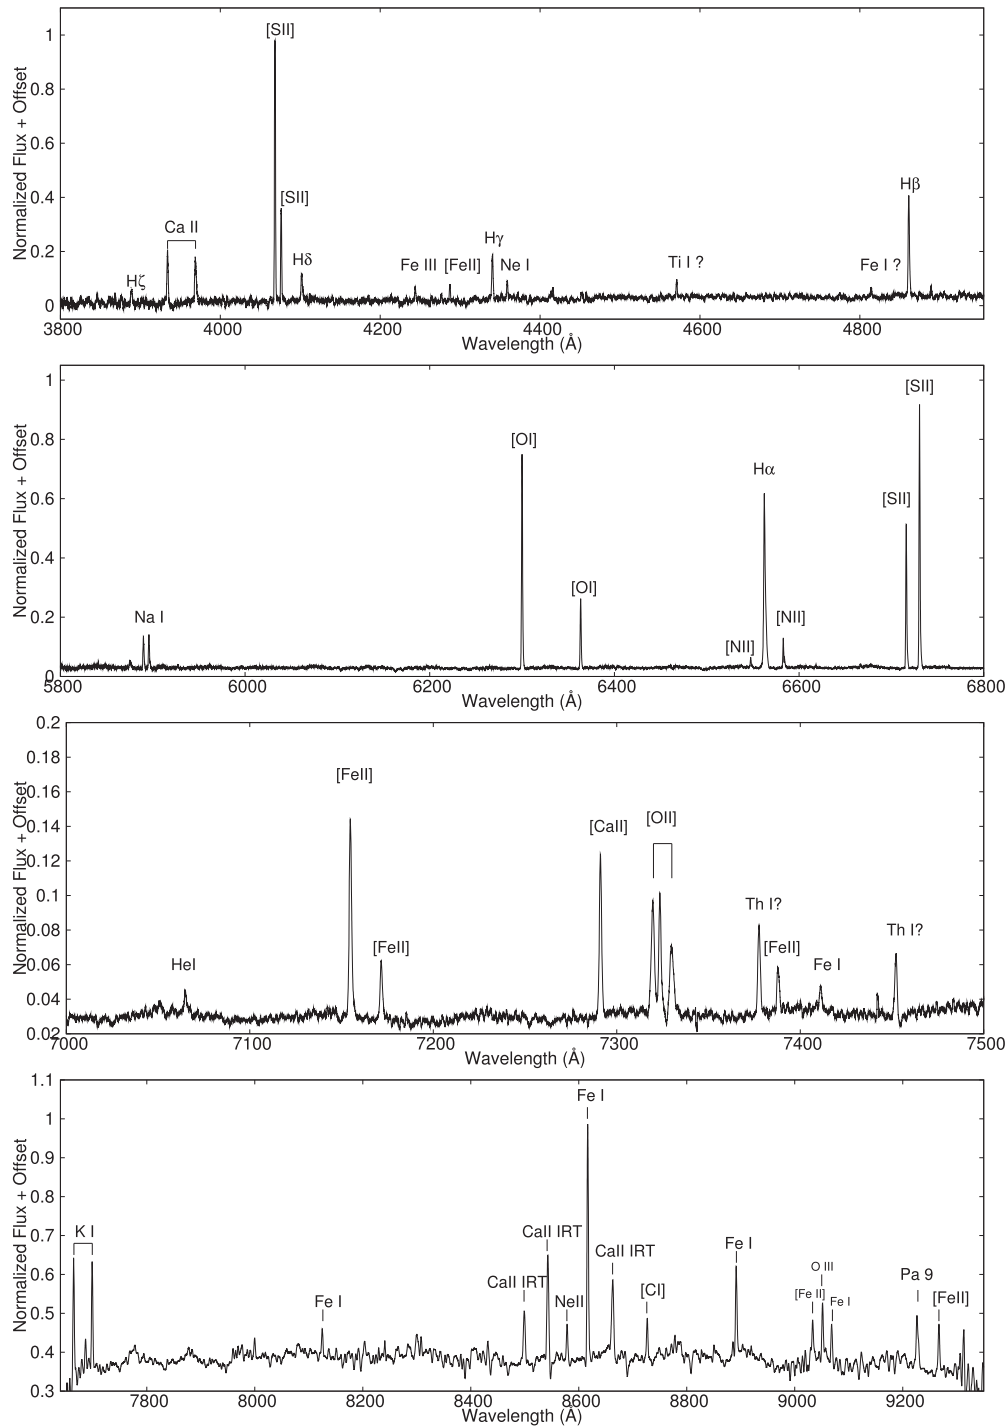 Normalized Flux + Offset
1
0.8
0.6
0.4
0.2
0
[SII]
[SII]
Ca II
Hζ
Hδ
Fe III
[FeII]
Hγ
Ne I
Ti I ?
Fe I ?
Hβ
3800
4000
4200
4400
4600
4800
Wavelength (Å)
Normalized Flux + Offset
1
0.8
0.6
0.4
0.2
0
Na I
[OI]
[OI]
Hα
[NII]
[NII]
[SII]
[SII]
5800
6000
6200
6400
6600
6800
Wavelength (Å)
Normalized Flux + Offset
0.2
0.18
0.16
0.14
0.12
0.1
0.08
0.06
0.04
0.02
HeI
[FeII]
[FeII]
[CaII]
[OII]
Th I?
[FeII]
Fe I
Th I?
7000
7100
7200
7300
7400
7500
Wavelength (Å)
Normalized Flux + Offset
1.1
1
0.9
0.8
0.7
0.6
0.5
0.4
0.3
K I
Fe I
CaII IRT
CaII IRT
NeII
Fe I
CaII IRT
[CI]
Fe I
[Fe II]
O III
Fe I
Pa 9
[FeII]
7800
8000
8200
8400
8600
8800
9000
9200
Wavelength (Å)